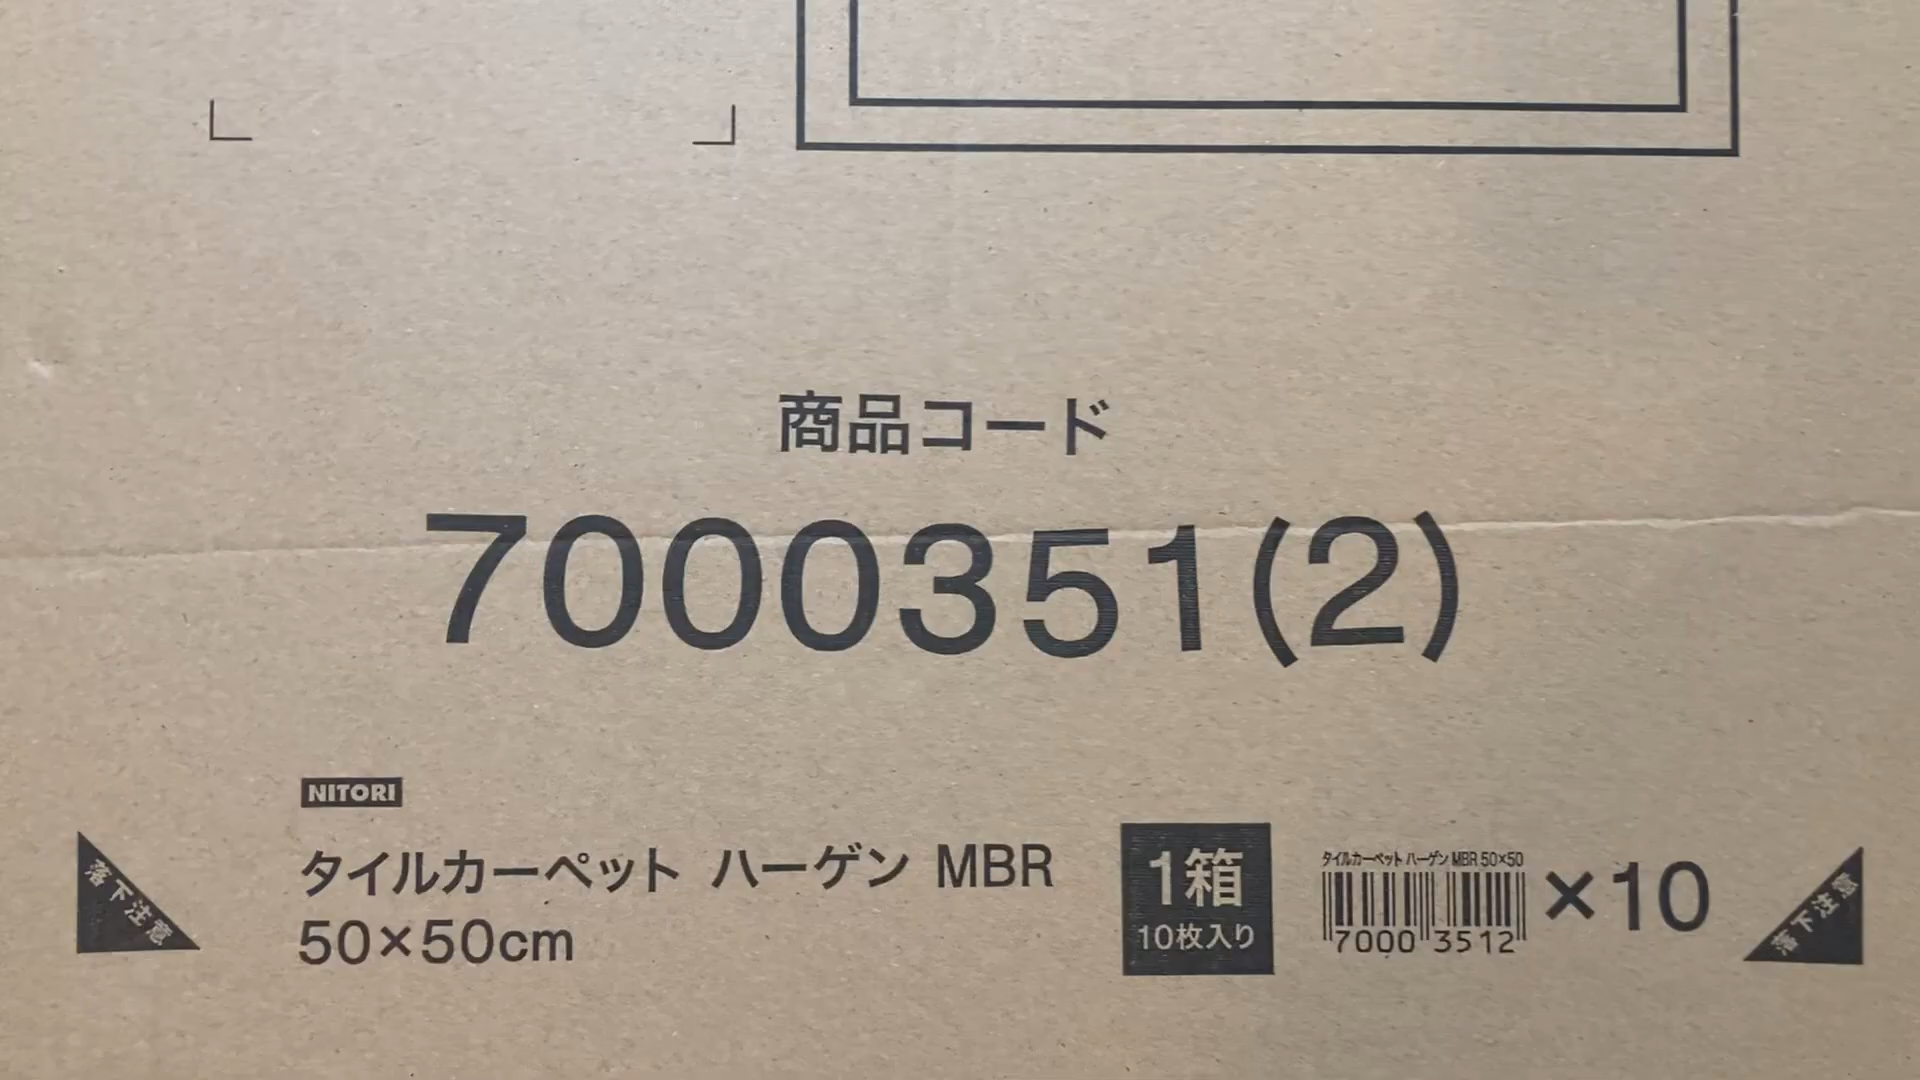 商品コード
7000351(2)
NITORI
タイルカーペット ハーゲン MBR
50×50cm
1箱
10枚入り
タイルカーペット ハーゲン MBR 50×50
7000 3512
×10
落下注意
落下注意